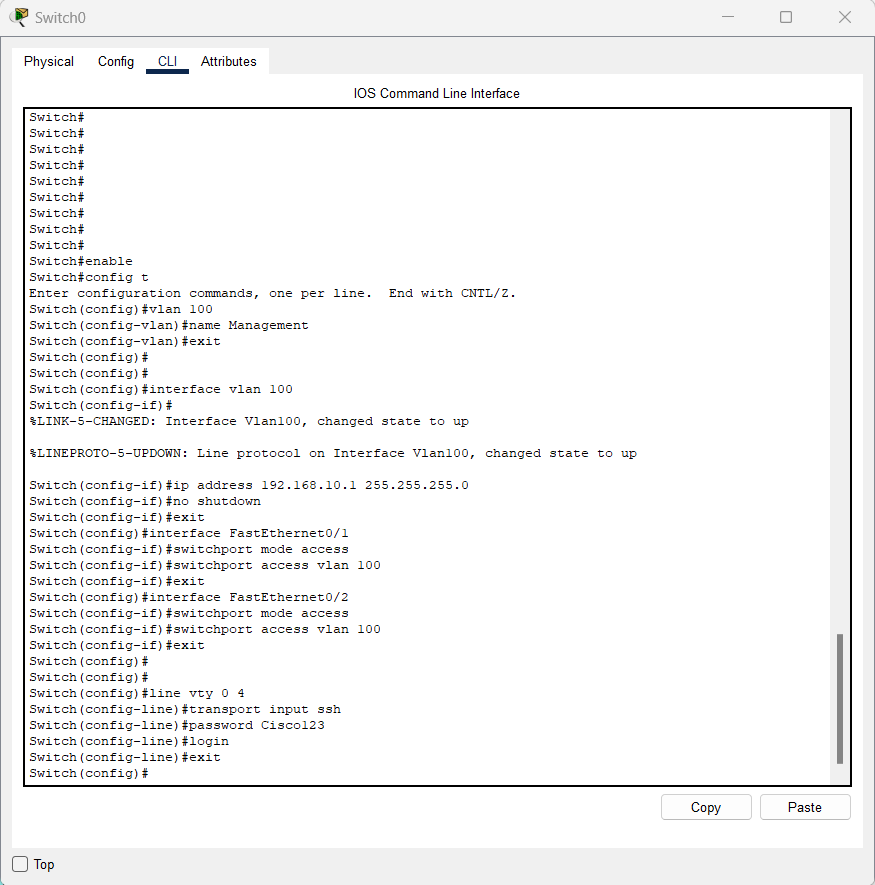 Switch0
Physical Config CLI Attributes
IOS Command Line Interface
Switch#
Switch#
Switch#
Switch#
Switch#
Switch#
Switch#
Switch#
Switch#
Switch#enable
Switch#config t
Enter configuration commands, one per line.  End with CNTL/Z.
Switch(config)#vlan 100
Switch(config-vlan)#name Management
Switch(config-vlan)#exit
Switch(config)#
Switch(config)#
Switch(config)#interface vlan 100
Switch(config-if)#
%LINK-5-CHANGED: Interface Vlan100, changed state to up
%LINEPROTO-5-UPDOWN: Line protocol on Interface Vlan100, changed state to up
Switch(config-if)#ip address 192.168.10.1 255.255.255.0
Switch(config-if)#no shutdown
Switch(config-if)#exit
Switch(config)#interface FastEthernet0/1
Switch(config-if)#switchport mode access
Switch(config-if)#switchport access vlan 100
Switch(config-if)#exit
Switch(config)#interface FastEthernet0/2
Switch(config-if)#switchport mode access
Switch(config-if)#switchport access vlan 100
Switch(config-if)#exit
Switch(config)#
Switch(config)#
Switch(config)#line vty 0 4
Switch(config-line)#transport input ssh
Switch(config-line)#password Cisco123
Switch(config-line)#login
Switch(config-line)#exit
Switch(config)#
Copy Paste
Top